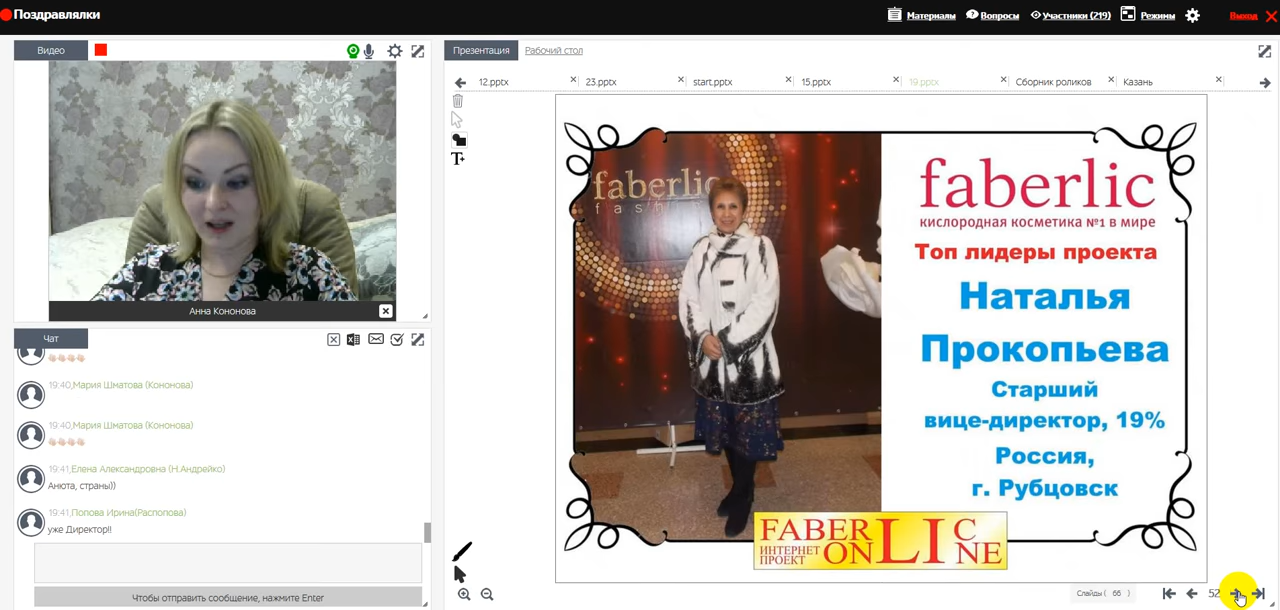 Поздравлялки
Материалы
Вопросы
Участники (219)
Режимы
Выход
Видео
Анна Кононова
Чат
19:40,Мария Шматова (Кононова)
19:40,Мария Шматова (Кононова)
19:41,Елена Александровна (Н.Андрейко)
Анюта, страны))
19:41,Попова Ирина(Распопова)
уже Директор!!
Чтобы отправить сообщение, нажмите Enter
Презентация
Рабочий стол
12.pptx
23.pptx
start.pptx
15.pptx
19.pptx
Сборник роликов
Казань
T+
faberlic
fash
faberlic
кислородная косметика №1 в мире
Топ лидеры проекта
Наталья
Прокопьева
Старший
вице-директор, 19%
Россия,
г. Рубцовск
FABERLIC
ИНТЕРНЕТ
ПРОЕКТ
ONLINE
Слайды ( 66 )
52